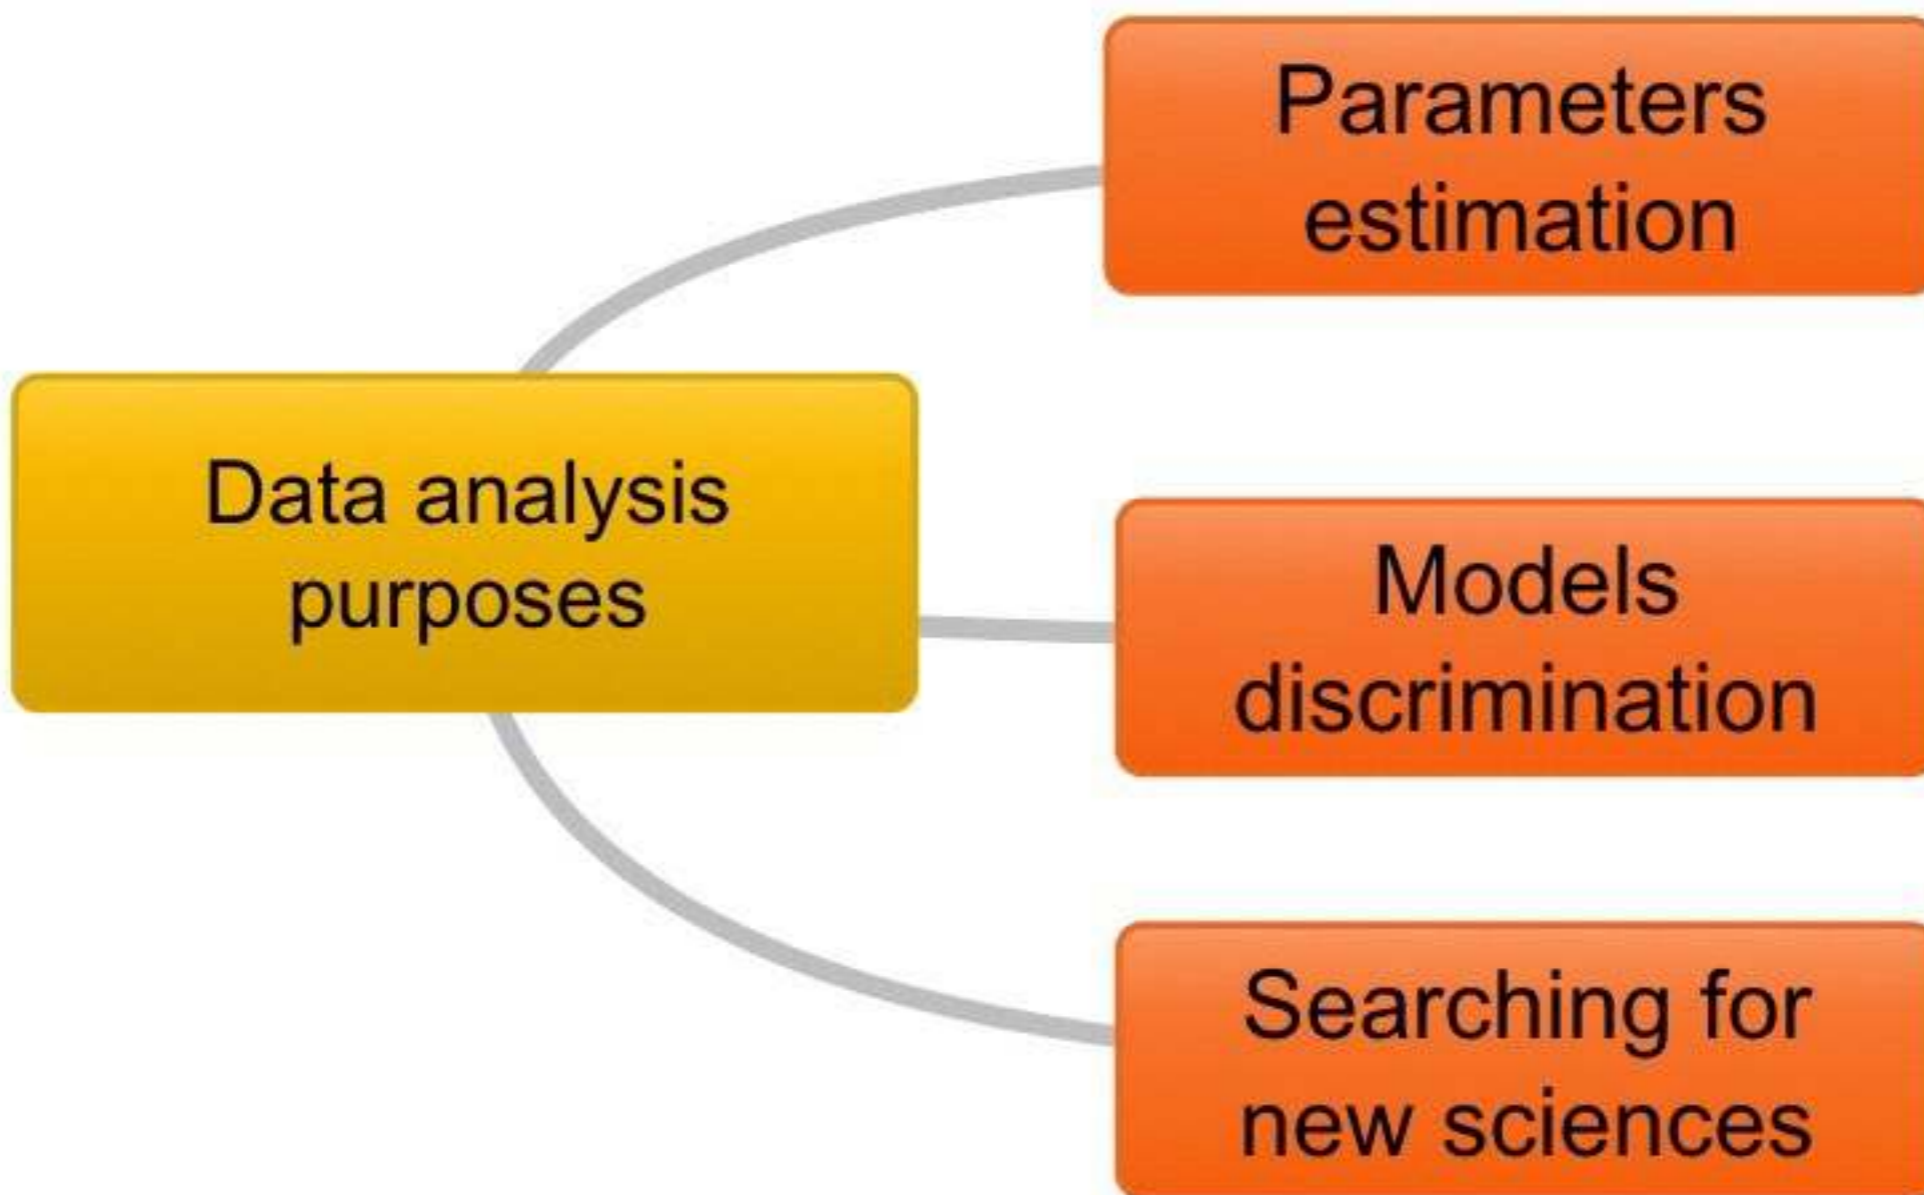 Parameters
estimation
Data analysis
purposes
Models
discrimination
Searching for
new sciences